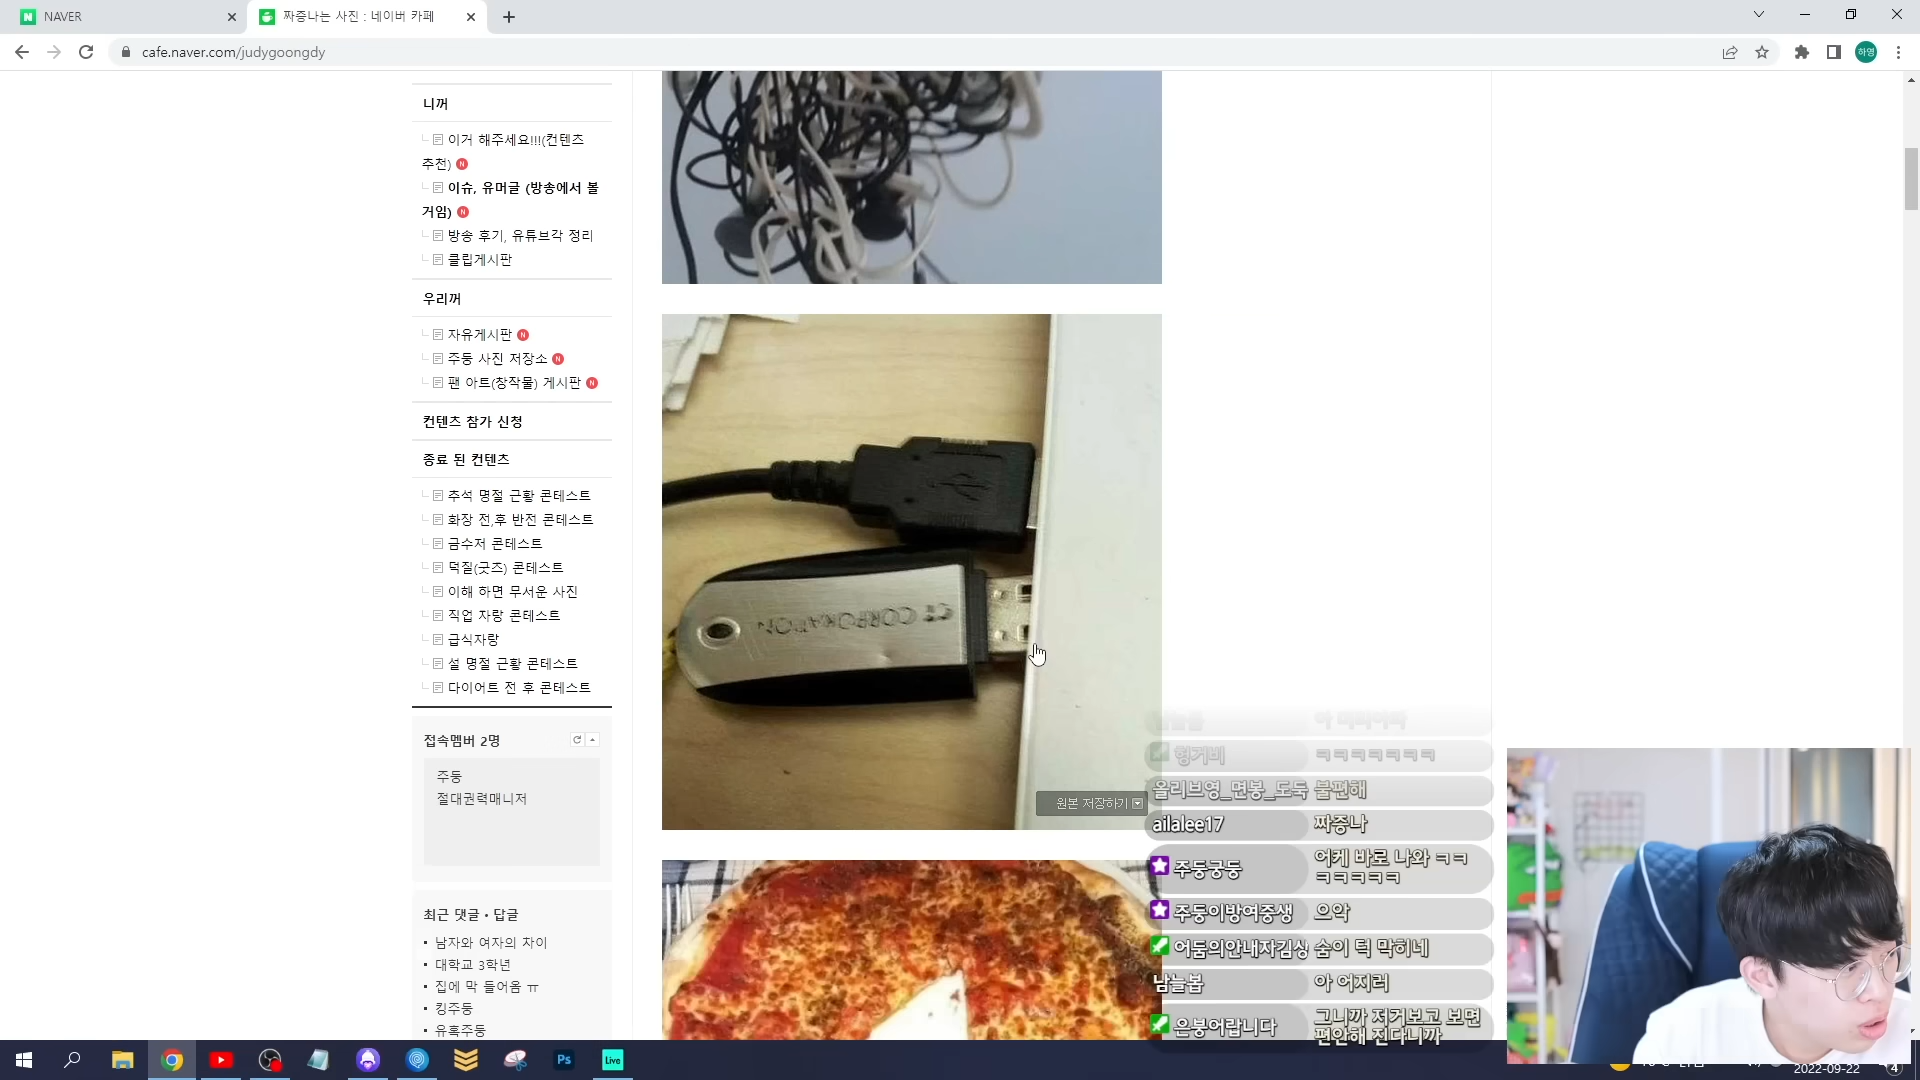 NAVER
짜증나는 사진 : 네이버 카페
cafe.naver.com/judygoongdy
하영
니꺼
이거 해주세요!!!(컨텐츠
추천) N
이슈, 유머글 (방송에서 볼
거임) N
방송 후기, 유튜브각 정리
클립게시판
우리꺼
자유게시판 N
주둥 사진 저장소 N
팬 아트(창작물) 게시판 N
컨텐츠 참가 신청
종료 된 컨텐츠
추석 명절 근황 콘테스트
화장 전,후 반전 콘테스트
금수저 콘테스트
덕질(굿즈) 콘테스트
이해 하면 무서운 사진
직업 자랑 콘테스트
급식자랑
설 명절 근황 콘테스트
다이어트 전 후 콘테스트
접속멤버 2명
주둥
절대권력매니저
최근 댓글 • 답글
남자와 여자의 차이
대학교 3학년
집에 막 들어옴 ㅠ
킹주둥
유혹주둥
CORPORATION
원본 저장하기
형거비 ㅋㅋㅋㅋㅋㅋㅋ
올리브영_면봉_도둑 불편해
ailalee17 짜증나
주둥궁둥 어케 바로 나와 ㅋㅋ
ㅋㅋㅋㅋㅋ
주둥이방여중생 으악
어둠의안내자김상 숨이 턱 막히네
남늘봅 아 어지러
은붕어랍니다 그니까 저거보고 보면
편안해 진다니까
Ps
Live
2022-09-22
4